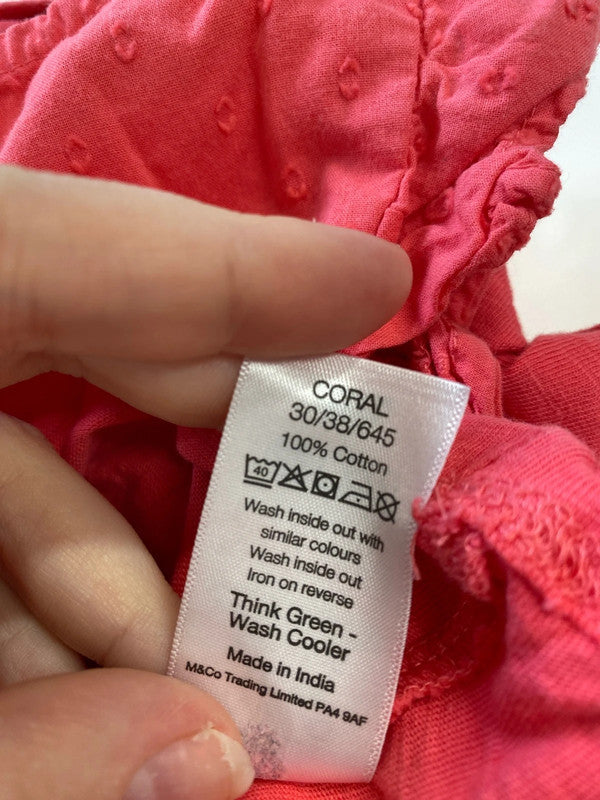 CORAL
30/38/645
100% Cotton
40
Wash inside out with
similar colours
Wash inside out
Iron on reverse
Think Green -
Wash Cooler
Made in India
M&Co Trading Limited PA4 9AF